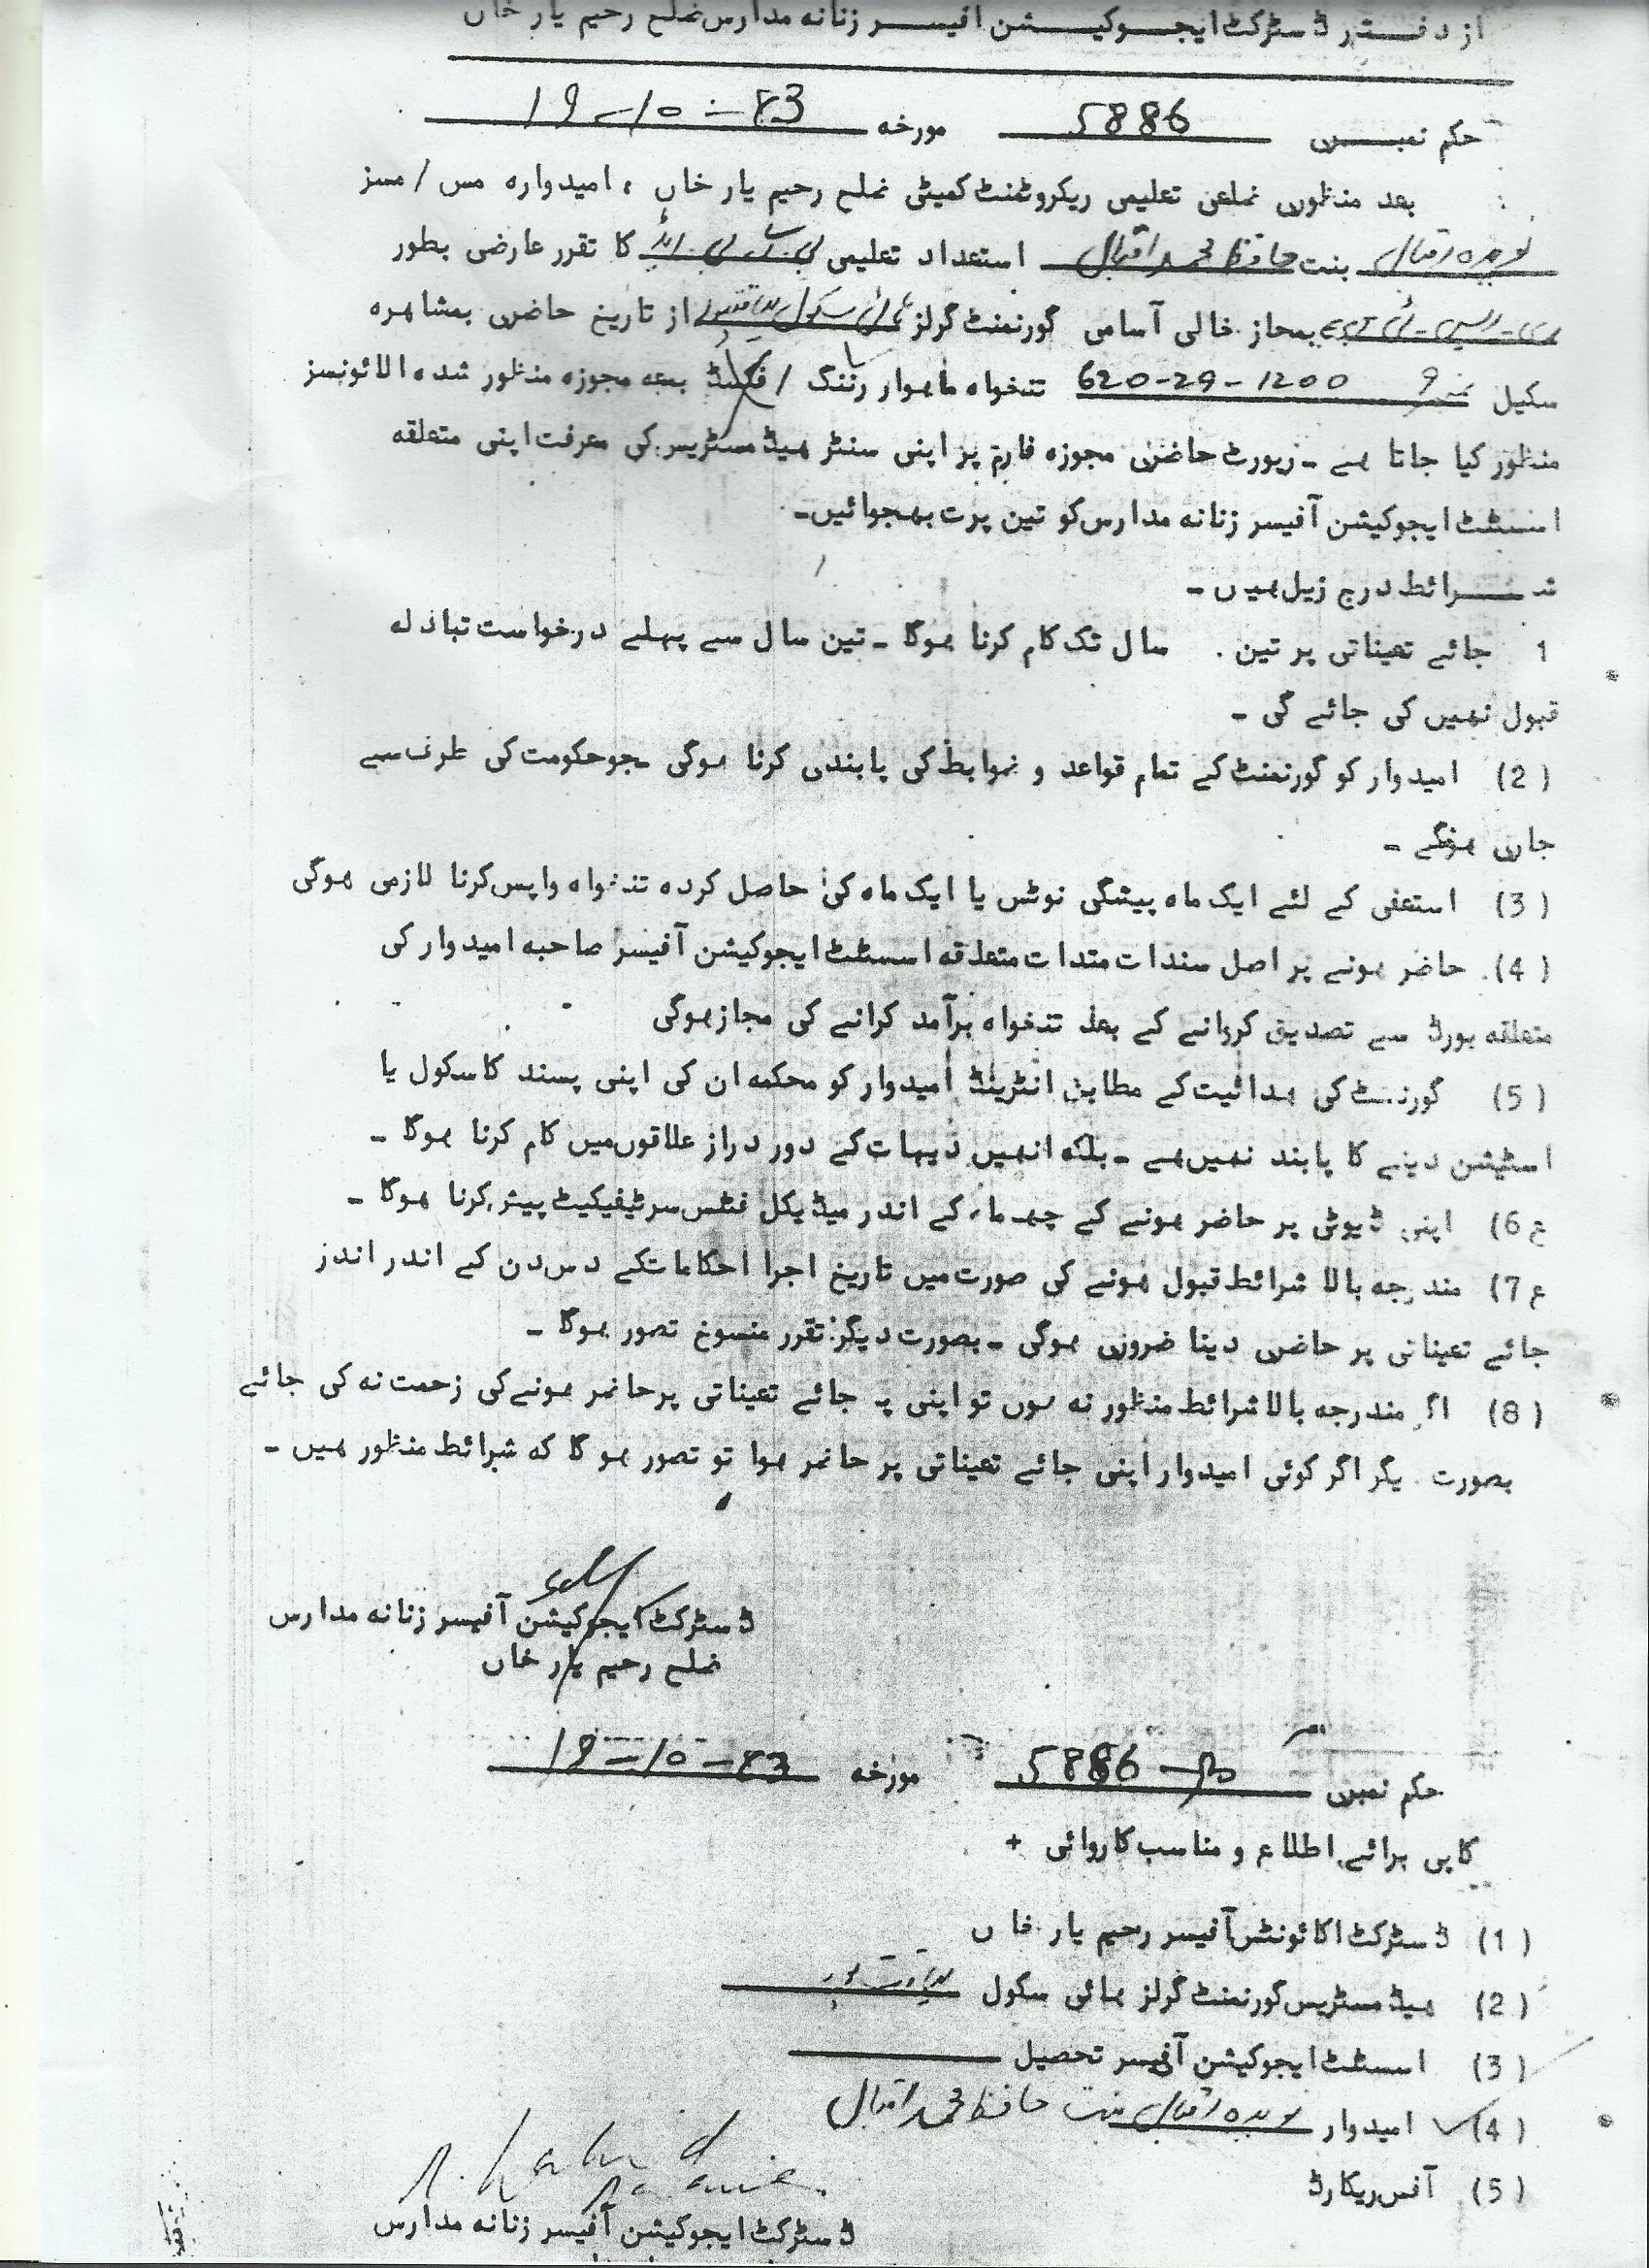 از دفتر ڈسٹرکٹ ایجوکیشن آفیسر زنانہ مدارس ضلع رحیم یار خاں
حکم نمبری 5886 مورخہ 19-10-83
بعد منظوری ضلعی تعلیمی ریکروٹمنٹ کمیٹی ضلع رحیم یار خاں ، امیدوارہ مس / مسز
اقبال بنت حافظ محمد اقبال استعداد تعلیمی بی۔اے بی۔ایڈ کا تقرر عارضی بطور
بمحاز خالی آسامی گورنمنٹ گرلز ہائی سکول از تاریخ حاضری بمشاہرہ
سکیل نمبر 9 620-29-1200 تنخواہ ماہوار رننگ / فکسڈ بمعہ مجوزہ منظور شدہ الائونسز
منظور کیا جاتا ہے ۔ رپورٹ حاضری مجوزہ فارم پر اپنی سنٹر ہیڈ مسٹریس کی معرفت اپنی متعلقہ
اسسٹنٹ ایجوکیشن آفیسر زنانہ مدارس کو تین پرت بھجوائیں۔
شرائط درج زیل ہیں ۔
1 جائے تعیناتی پر تین . سال تک کام کرنا ہوگا ۔ تین سال سے پہلے درخواست تبادلہ
قبول نہیں کی جائے گی ۔
(2) امیدوار کو گورنمنٹ کے تمام قواعد و ضوابط کی پابندی کرنا ہوگی ۔جو حکومت کی طرف سے
جاری ہونگے ۔
(3) استعفی کے لئے ایک ماہ پیشگی نوٹس یا ایک ماہ کی حاصل کردہ تنخواہ واپس کرنا لازمی ہوگی
(4) حاضر ہونے پر اصل سندات متعلقہ اسسٹنٹ ایجوکیشن آفیسر صاحبہ امیدوار کی
متعلقہ بورڈ سے تصدیق کروانے کے بعد تنخواہ برآمد کرانے کی مجاز ہوگی
(5) گورنمنٹ کی ہدائیت کے مطابق انٹرینڈ امیدوار کو محکمہ ان کی اپنی پسند کا سکول یا
اسٹیشن دینے کا پابند نہیں ہے ۔ بلکہ انہیں دیہات کے دور دراز علاقوں میں کام کرنا ہوگا ۔
(6) اپنی ڈیوٹی پر حاضر ہونے کے چھ ماہ کے اندر میڈیکل فٹنس سرٹیفیکیٹ پیش کرنا ہوگا ۔
(7) مندرجہ بالا شرائط قبول ہونے کی صورت میں تاریخ اجرا احکامات کے دس دن کے اندر اندر
جائے تعیناتی پر حاضری دینا ضروری ہوگی ۔ بصورت دیگر تقرر منسوخ تصور ہوگا ۔
(8) اگر مندرجہ بالا شرائط منظور نہ ہوں تو اپنی پہ جائے تعیناتی پر حاضر ہونے کی زحمت نہ کی جائے
بصورت دیگر اگر کوئی امیدوار اپنی جائے تعیناتی پر حاضر ہوا تو تصور ہو گا کہ شرائط منظور ہیں ۔
ڈسٹرکٹ ایجوکیشن آفیسر زنانہ مدارس
ضلع رحیم یار خاں
حکم نمبری 5886 مورخہ 19-10-83
کاپی برائے اطلاع و مناسب کاروائی +
(1) ڈسٹرکٹ اکائونٹس آفیسر رحیم یار خاں
(2) ہیڈ مسٹریس گورنمنٹ گرلز ہائی سکول
(3) اسسٹنٹ ایجوکیشن آفیسر تحصیل
(4) امیدوار اقبال بنت حافظ محمد اقبال
(5) آفس ریکارڈ
ڈسٹرکٹ ایجوکیشن آفیسر زنانہ مدارس